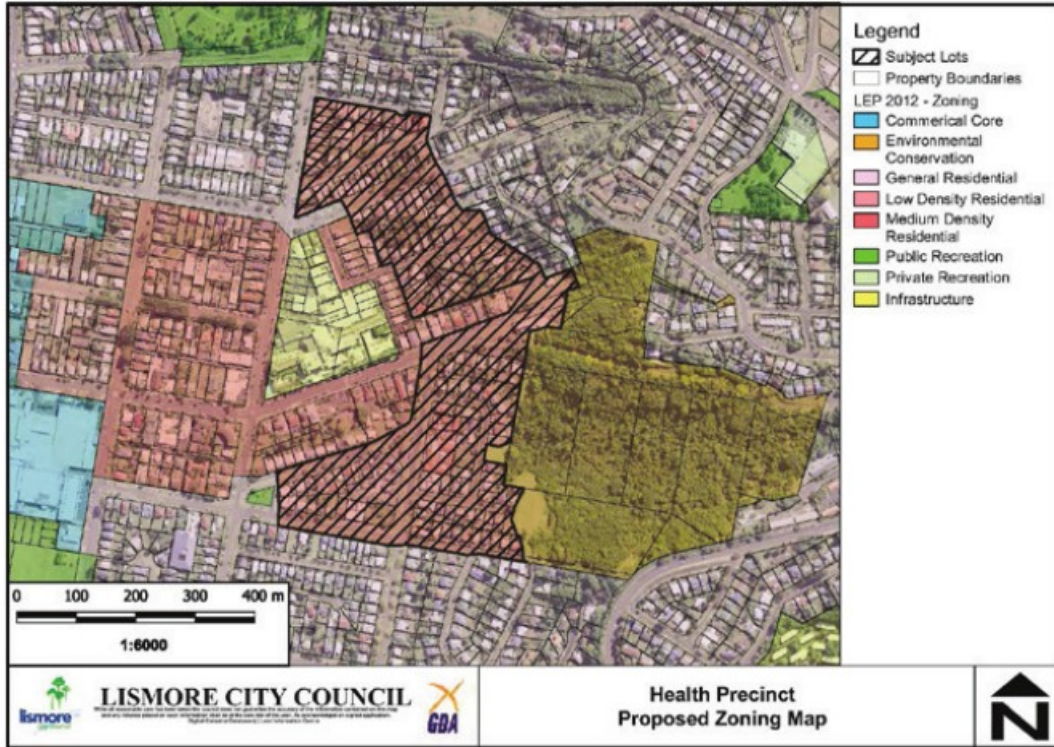 Legend
Subject Lots
Property Boundaries
LEP 2012 - Zoning
Commerical Core
Environmental
Conservation
General Residential
Low Density Residential
Medium Density
Residential
Public Recreation
Private Recreation
Infrastructure
0 100 200 300 400 m
1:6000
lismore
LISMORE CITY COUNCIL
GDA
Health Precinct
Proposed Zoning Map
N